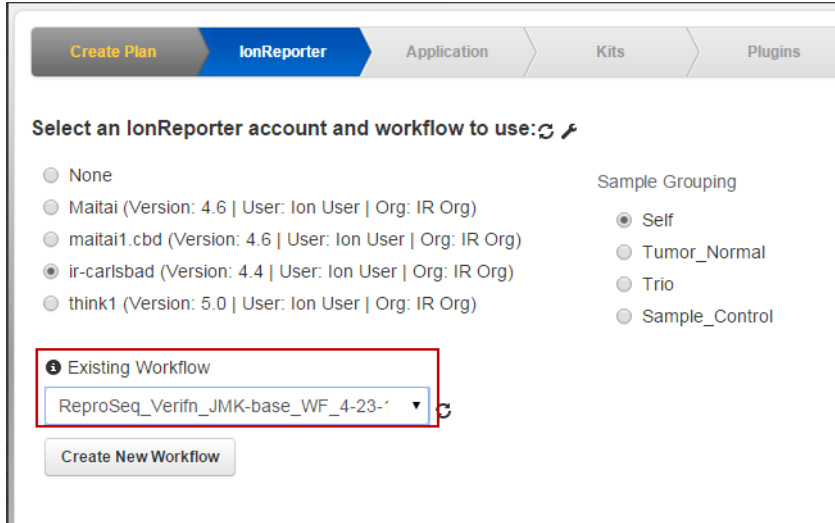 Create Plan IonReporter Application Kits Plugins
Select an IonReporter account and workflow to use:
None
Maitai (Version: 4.6 | User: Ion User | Org: IR Org)
maitai1.cbd (Version: 4.6 | User: Ion User | Org: IR Org)
ir-carlsbad (Version: 4.4 | User: Ion User | Org: IR Org)
think1 (Version: 5.0 | User: Ion User | Org: IR Org)
Sample Grouping
Self
Tumor_Normal
Trio
Sample_Control
Existing Workflow
ReproSeq_Verifn_JMK-base_WF_4-23-1
Create New Workflow